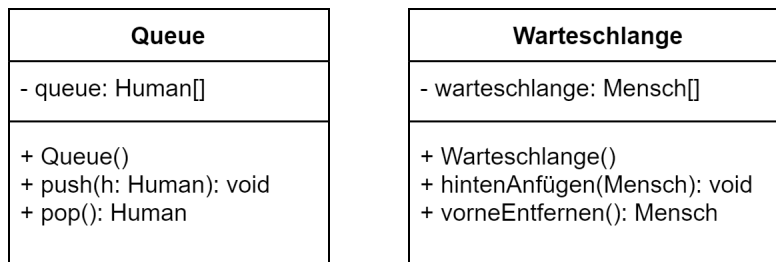 Queue
- queue: Human[]
+ Queue()
+ push(h: Human): void
+ pop(): Human
Warteschlange
- warteschlange: Mensch[]
+ Warteschlange()
+ hintenAnfügen(Mensch): void
+ vorneEntfernen(): Mensch